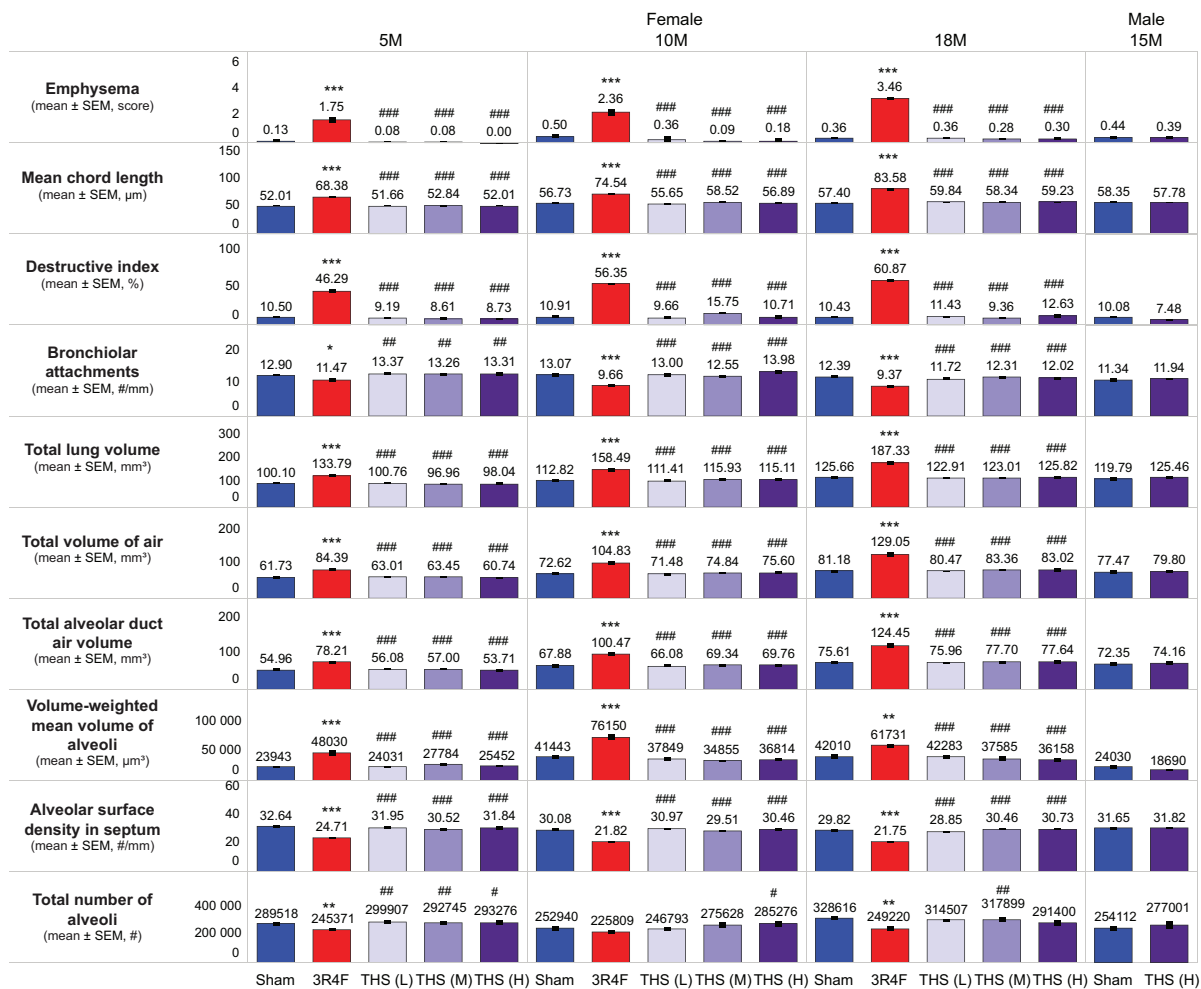 Female Male
5M 10M 18M 15M
Emphysema
(mean ± SEM, score)
6
4
2
0
*** ### ### ### *** ### ### ### *** ### ### ###
0.13 1.75 0.08 0.08 0.00 0.50 2.36 0.36 0.09 0.18 0.36 3.46 0.36 0.28 0.30 0.44 0.39
Mean chord length
(mean ± SEM, µm)
150
100
50
0
*** ### ### ### *** ### ### ### *** ### ### ###
52.01 68.38 51.66 52.84 52.01 56.73 74.54 55.65 58.52 56.89 57.40 83.58 59.84 58.34 59.23 58.35 57.78
Destructive index
(mean ± SEM, %)
100
50
0
*** ### ### ### *** ### ### ### *** ### ### ###
10.50 46.29 9.19 8.61 8.73 10.91 56.35 9.66 15.75 10.71 10.43 60.87 11.43 9.36 12.63 10.08 7.48
Bronchiolar
attachments
(mean ± SEM, #/mm)
20
10
0
* ## ## ## *** ### ### ### *** ### ### ###
12.90 11.47 13.37 13.26 13.31 13.07 9.66 13.00 12.55 13.98 12.39 9.37 11.72 12.31 12.02 11.34 11.94
Total lung volume
(mean ± SEM, mm³)
300
200
100
0
*** ### ### ### *** ### ### ### *** ### ### ###
100.10 133.79 100.76 96.96 98.04 112.82 158.49 111.41 115.93 115.11 125.66 187.33 122.91 123.01 125.82 119.79 125.46
Total volume of air
(mean ± SEM, mm³)
200
100
0
*** ### ### ### *** ### ### ### *** ### ### ###
61.73 84.39 63.01 63.45 60.74 72.62 104.83 71.48 74.84 75.60 81.18 129.05 80.47 83.36 83.02 77.47 79.80
Total alveolar duct
air volume
(mean ± SEM, mm³)
200
100
0
*** ### ### ### *** ### ### ### *** ### ### ###
54.96 78.21 56.08 57.00 53.71 67.88 100.47 66.08 69.34 69.76 75.61 124.45 75.96 77.70 77.64 72.35 74.16
Volume-weighted
mean volume of
alveoli
(mean ± SEM, µm³)
100 000
50 000
0
*** ### ### ### *** ### ### ### ** ### ### ###
23943 48030 24031 27784 25452 41443 76150 37849 34855 36814 42010 61731 42283 37585 36158 24030 18690
Alveolar surface
density in septum
(mean ± SEM, #/mm)
60
40
20
0
*** ### ### ### *** ### ### ### *** ### ### ###
32.64 24.71 31.95 30.52 31.84 30.08 21.82 30.97 29.51 30.46 29.82 21.75 28.85 30.46 30.73 31.65 31.82
Total number of
alveoli
(mean ± SEM, #)
400 000
200 000
0
** ## ## # # ** ##
289518 245371 299907 292745 293276 252940 225809 246793 275628 285276 328616 249220 314507 317899 291400 254112 277001
Sham 3R4F THS (L) THS (M) THS (H) Sham 3R4F THS (L) THS (M) THS (H) Sham 3R4F THS (L) THS (M) THS (H) Sham THS (H)